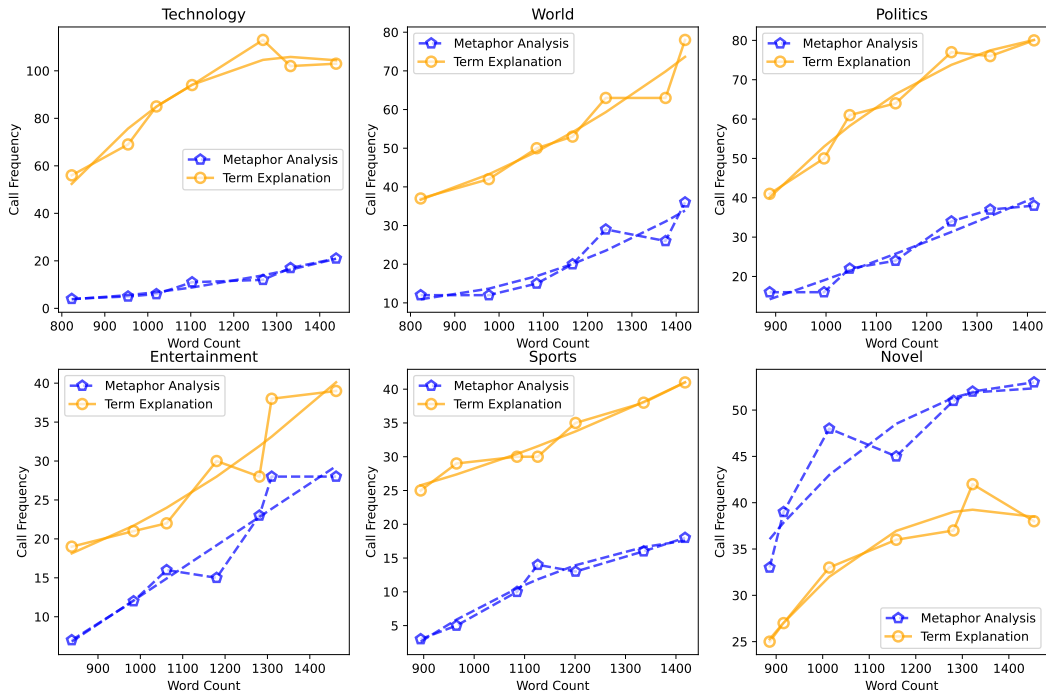 Technology
Call Frequency
100
80
60
40
20
0
Metaphor Analysis
Term Explanation
800 900 1000 1100 1200 1300 1400
Word Count
World
Call Frequency
80
70
60
50
40
30
20
10
Metaphor Analysis
Term Explanation
800 900 1000 1100 1200 1300 1400
Word Count
Politics
Call Frequency
80
70
60
50
40
30
20
Metaphor Analysis
Term Explanation
900 1000 1100 1200 1300 1400
Word Count
Entertainment
Call Frequency
40
35
30
25
20
15
10
Metaphor Analysis
Term Explanation
900 1000 1100 1200 1300 1400
Word Count
Sports
Call Frequency
40
35
30
25
20
15
10
5
Metaphor Analysis
Term Explanation
900 1000 1100 1200 1300 1400
Word Count
Novel
Call Frequency
50
45
40
35
30
25
Metaphor Analysis
Term Explanation
900 1000 1100 1200 1300 1400
Word Count